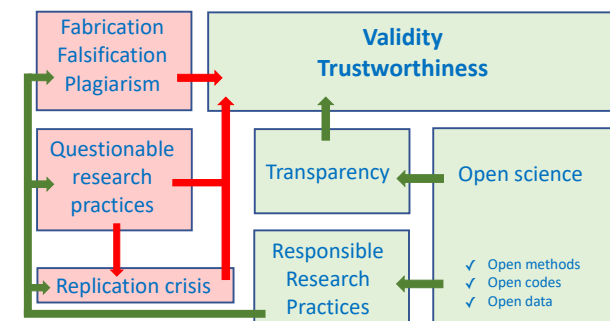 Fabrication
Falsification
Plagiarism
Validity
Trustworthiness
Questionable
research
practices
Transparency
Open science
Replication crisis
Responsible
Research
Practices
✓ Open methods
✓ Open codes
✓ Open data